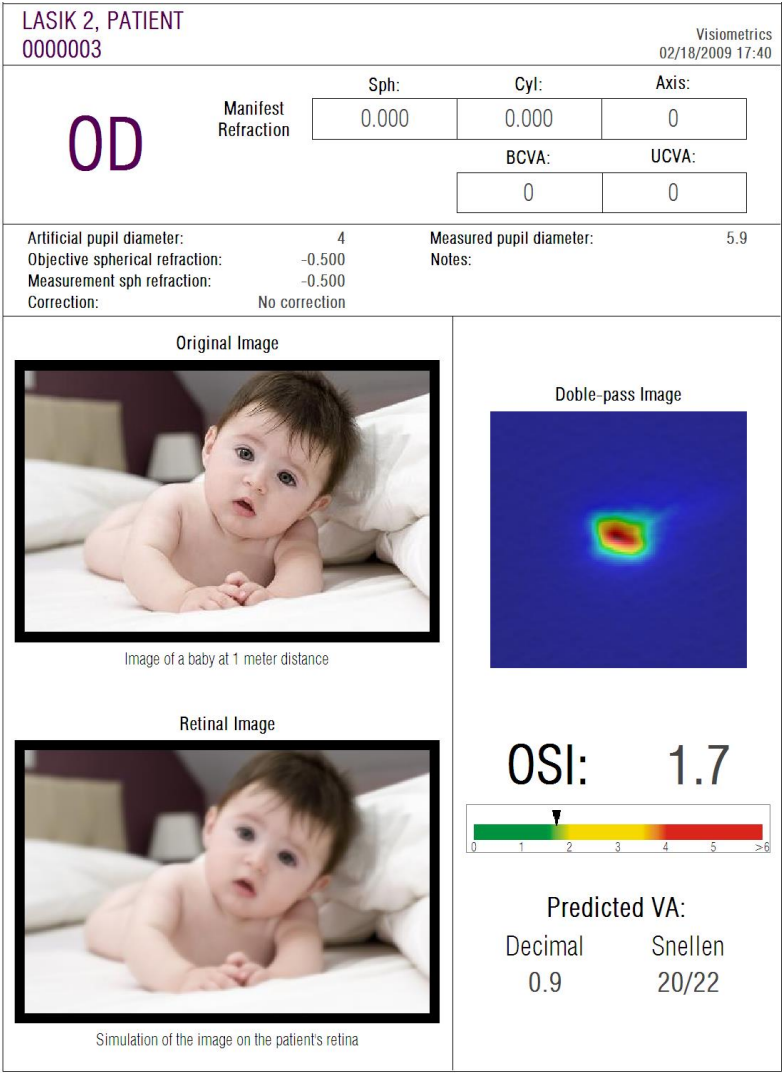 LASIK 2, PATIENT
0000003
Visiometrics
02/18/2009 17:40
OD
Manifest
Refraction
Sph: Cyl: Axis:
0.000 0.000 0
BCVA: UCVA:
0 0
Artificial pupil diameter: 4
Objective spherical refraction: -0.500
Measurement sph refraction: -0.500
Correction: No correction
Measured pupil diameter: 5.9
Notes:
Original Image
Image of a baby at 1 meter distance
Retinal Image
Simulation of the image on the patient's retina
Doble-pass Image
OSI: 1.7
0 1 2 3 4 5 >6
Predicted VA:
Decimal Snellen
0.9 20/22